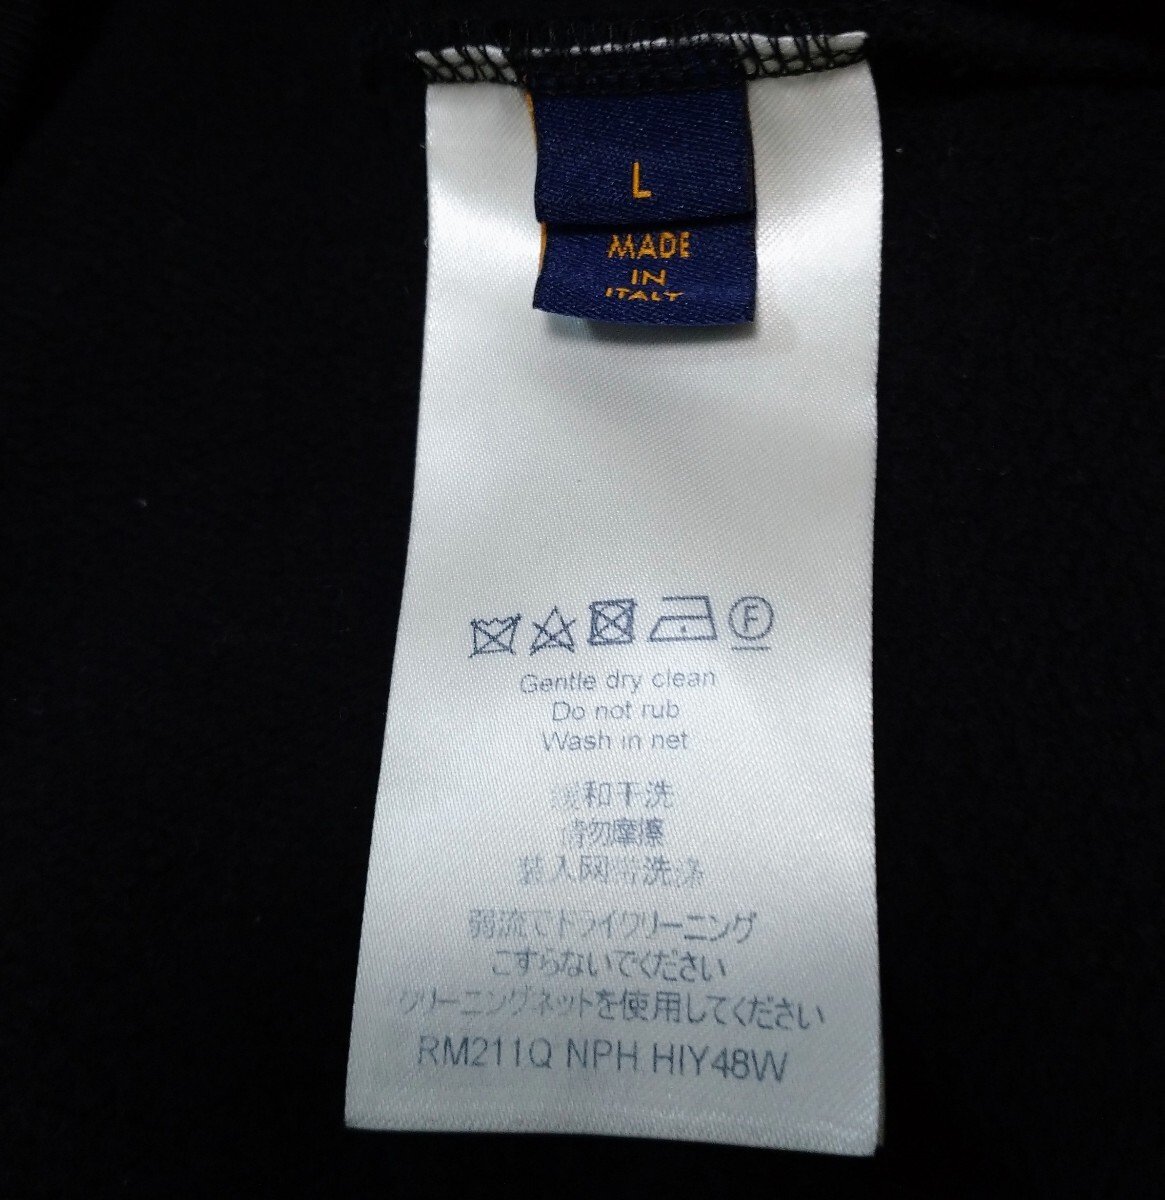 L
MADE
IN
ITALY
F
Gentle dry clean
Do not rub
Wash in net
缓和干洗
请勿摩擦
装入网带洗涤
弱流でドライクリーニング
こすらないでください
クリーニングネットを使用してください
RM211Q NPH HIY48W